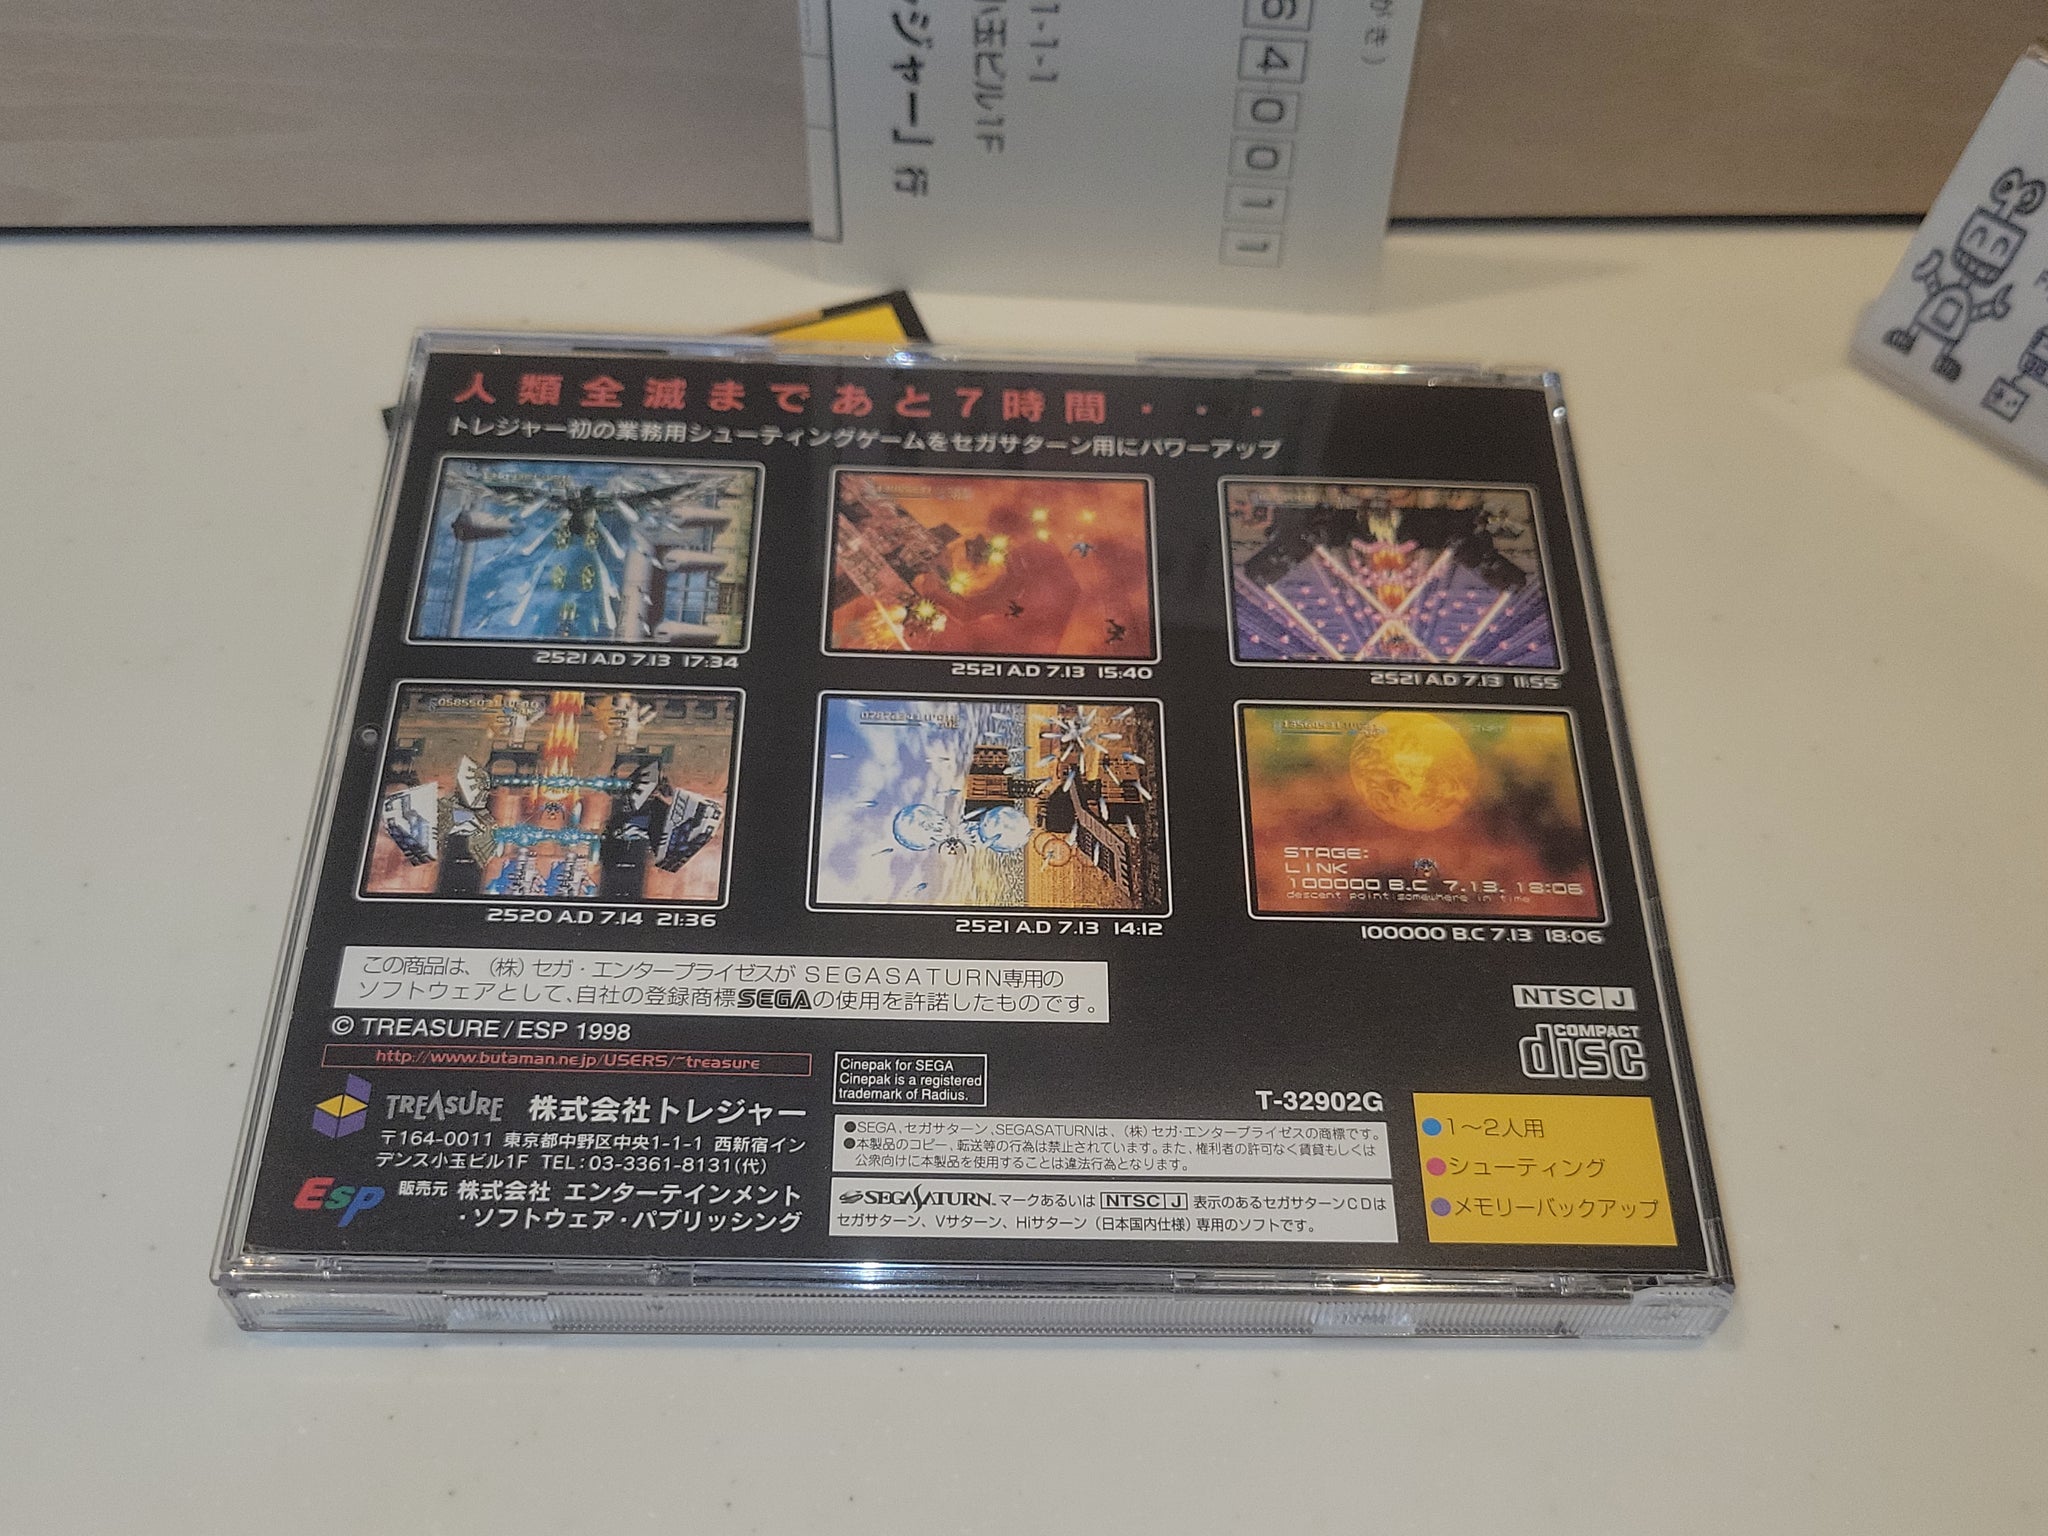 がき)
640011
1-1-1
小玉ビル1F
ジャー」行
人類全滅まであと7時間・・・
トレジャー初の業務用シューティングゲームをセガサターン用にパワーアップ
2521 A.D 7.13 17:34
2521 A.D 7.13 15:40
2521 A.D 7.13 11:55
STAGE:
LINK
100000 B.C 7.13. 18:06
descent point:somewhere in time
2520 A.D 7.14 21:36
2521 A.D 7.13 14:12
100000 B.C 7.13 18:06
この商品は、(株)セガ・エンタープライゼスが SEGASATURN専用の
ソフトウェアとして、自社の登録商標SEGAの使用を許諾したものです。
© TREASURE/ESP 1998
http://www.butaman.ne.jp/USERS/~treasure
TREASURE 株式会社トレジャー
〒164-0011 東京都中野区中央1-1-1 西新宿イン
デンス小玉ビル1F TEL:03-3361-8131(代)
ESP 販売元 株式会社 エンターテインメント
・ソフトウェア・パブリッシング
Cinepak for SEGA
Cinepak is a registered
trademark of Radius.
T-32902G
●SEGA、セガサターン、SEGASATURNは、(株)セガ・エンタープライゼスの商標です。
●本製品のコピー、転送等の行為は禁止されています。また、権利者の許可なく賃貸もしくは
公衆向けに本製品を使用することは違法行為となります。
SEGASATURN™マークあるいは NTSC J 表示のあるセガサターンCDは
セガサターン、Vサターン、Hiサターン(日本国内仕様)専用のソフトです。
NTSC J
COMPACT
disc
●1〜2人用
●シューティング
●メモリーバックアップ